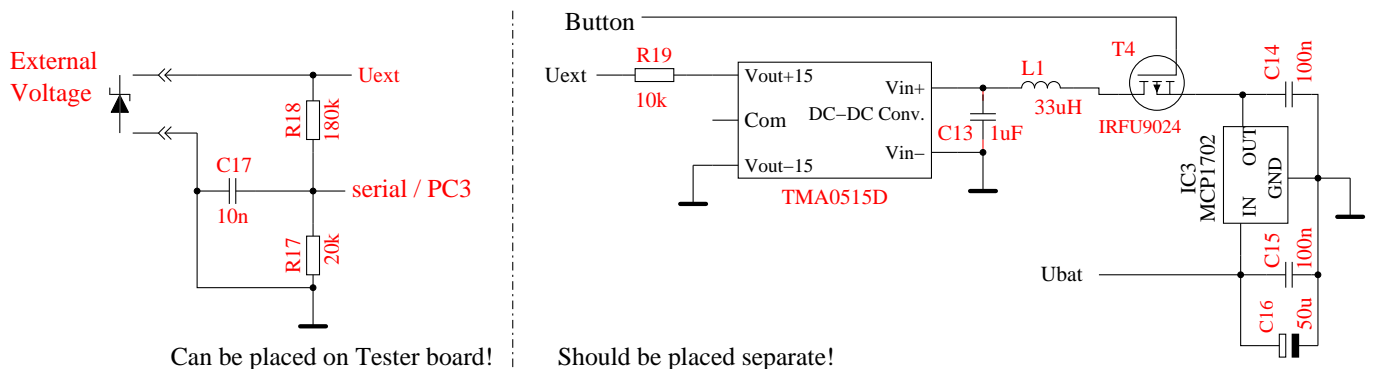 External
Voltage
Uext
R18
180k
C17
10n
serial / PC3
R17
20k
Can be placed on Tester board!
Button
Uext
R19
10k
Vout+15
Com
Vout−15
Vin+
DC−DC Conv.
Vin−
TMA0515D
C13
1uF
L1
33uH
T4
IRFU9024
C14
100n
IC3
MCP1702
OUT
GND
IN
Ubat
C15
100n
C16
50u
Should be placed separate!